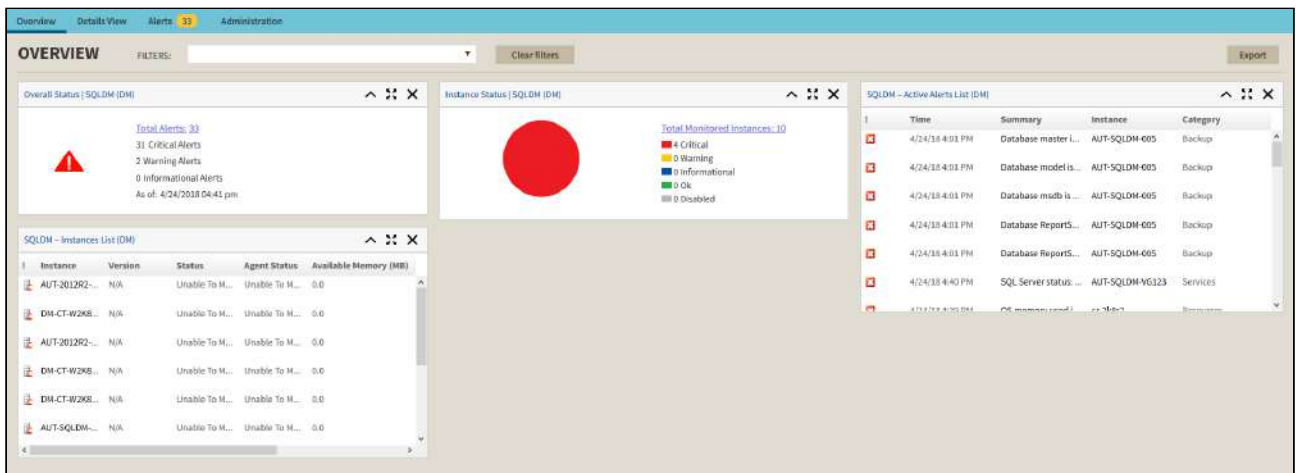 Overview Details View Alerts 33 Administration
OVERVIEW FILTERS: Clear Filters Export
Overall Status | SQLDM (DM)
Total Alerts: 33
31 Critical Alerts
2 Warning Alerts
0 Informational Alerts
As of: 4/24/2018 04:41 pm
Instance Status | SQLDM (DM)
Total Monitored Instances: 10
4 Critical
0 Warning
0 Informational
0 Ok
0 Disabled
SQLDM – Active Alerts List (DM)
! Time Summary Instance Category
4/24/18 4:01 PM Database master i... AUT-SQLDM-005 Backup
4/24/18 4:01 PM Database model is... AUT-SQLDM-005 Backup
4/24/18 4:01 PM Database msdb is ... AUT-SQLDM-005 Backup
4/24/18 4:01 PM Database ReportS... AUT-SQLDM-005 Backup
4/24/18 4:01 PM Database ReportS... AUT-SQLDM-005 Backup
4/24/18 4:40 PM SQL Server status: ... AUT-SQLDM-VG123 Services
SQLDM – Instances List (DM)
! Instance Version Status Agent Status Available Memory (MB)
AUT-2012R2-... N/A Unable To M... Unable To M... 0.0
DM-CT-W2K8... N/A Unable To M... Unable To M... 0.0
AUT-2012R2-... N/A Unable To M... Unable To M... 0.0
DM-CT-W2K8... N/A Unable To M... Unable To M... 0.0
DM-CT-W2K8... N/A Unable To M... Unable To M... 0.0
AUT-SQLDM-... N/A Unable To M... Unable To M... 0.0